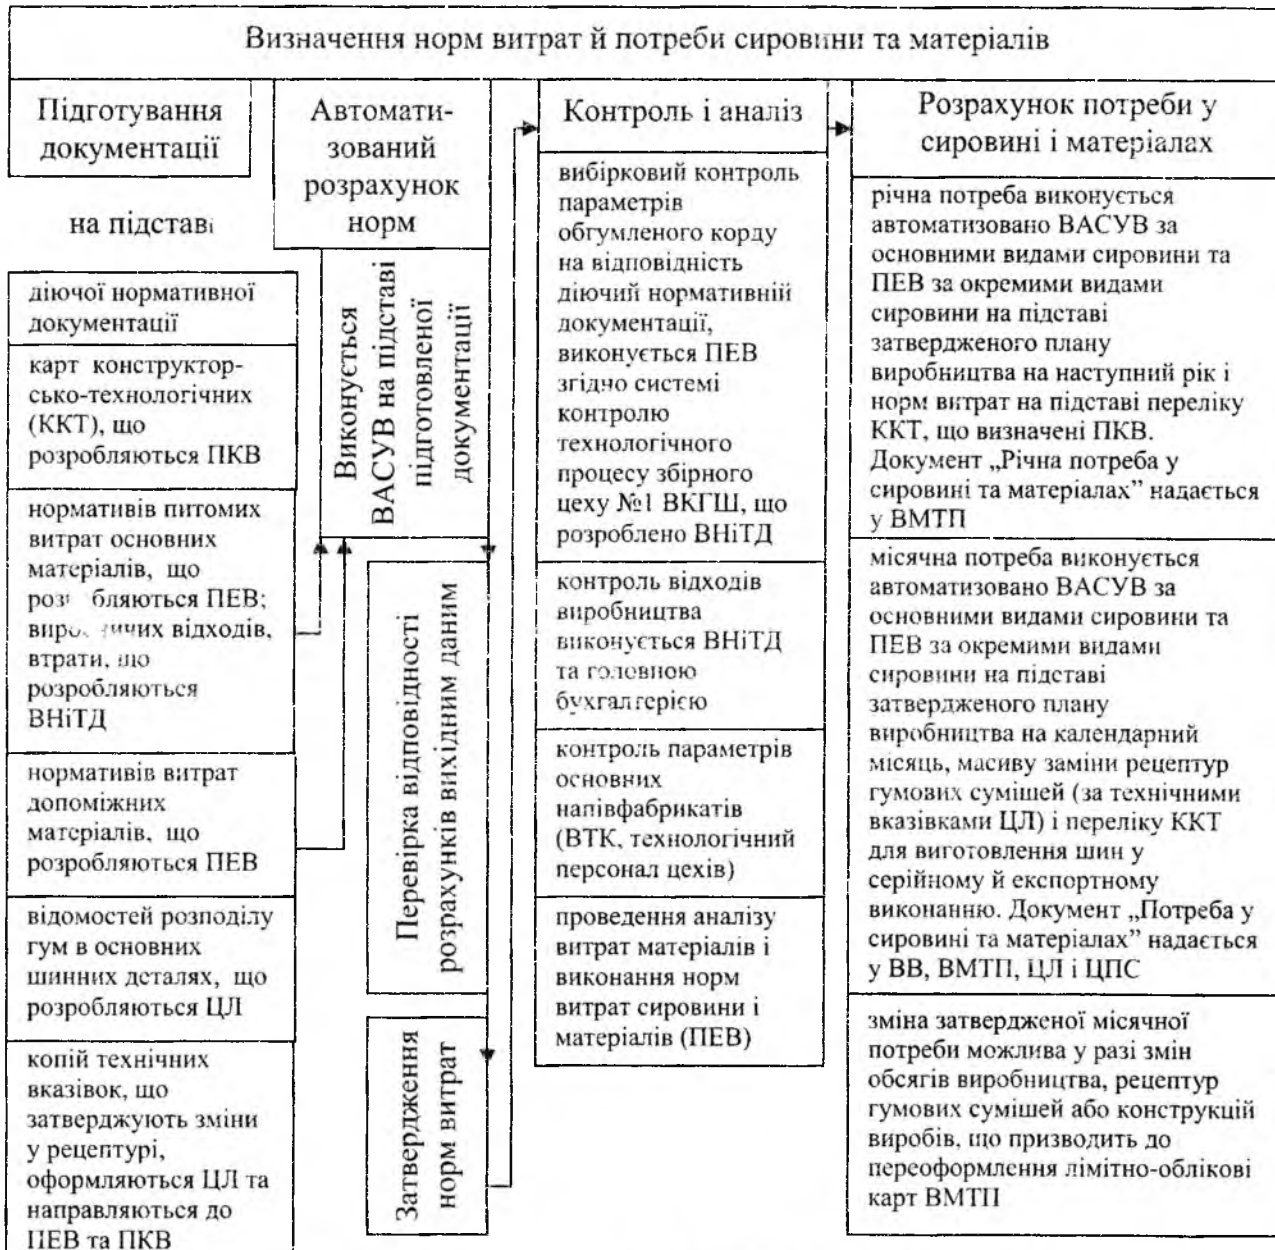 Визначення норм витрат й потреби сировини та матеріалів
Підготування
документації
на підставі
діючої нормативної
документації
карт конструктор-
сько-технологічних
(ККТ), що
розробляються ПКВ
нормативів питомих
витрат основних
матеріалів, що
бляються ПЕВ;
відходів,
втрати, що
розробляються
ВНіТД
нормативів витрат
допоміжних
матеріалів, що
розробляються ПЕВ
відомостей розподілу
гум в основних
шинних деталях, що
розробляються ЦЛ
копій технічних
вказівок, що
затверджують зміни
у рецептурі,
оформляються ЦЛ та
направляються до
ПЕВ та ПКВ
Автомати-
зований
розрахунок
норм
Виконується
ВАСУВ на підставі
підготовленої
документації
Перевірка відповідності
розрахунків вихідним даним
Затвердження
норм витрат
Контроль і аналіз
вибірковий контроль
параметрів
обгумленого корду
на відповідність
діючий нормативній
документації,
виконується ПЕВ
згідно системі
контролю
технологічного
процесу збірного
цеху №1 ВКГШ, що
розроблено ВНіТД
контроль відходів
виробництва
виконується ВНіТД
та головною
бухгалтерією
контроль параметрів
основних
напівфабрикатів
(ВТК, технологічний
персонал цехів)
проведення аналізу
витрат матеріалів і
виконання норм
витрат сировини і
матеріалів (ПЕВ)
Розрахунок потреби у
сировині і матеріалах
річна потреба виконується
автоматизовано ВАСУВ за
основними видами сировини та
ПЕВ за окремими видами
сировини на підставі
затвердженого плану
виробництва на наступний рік і
норм витрат на підставі переліку
ККТ, що визначені ПКВ.
Документ „Річна потреба у
сировині та матеріалах” надається
у ВМТП
місячна потреба виконується
автоматизовано ВАСУВ за
основними видами сировини та
ПЕВ за окремими видами
сировини на підставі
затвердженого плану
виробництва на календарний
місяць, масиву заміни рецептур
гумових сумішей (за технічними
вказівками ЦЛ) і переліку ККТ
для виготовлення шин у
серійному й експортному
виконанню. Документ „Потреба у
сировині та матеріалах” надається
у ВВ, ВМТП, ЦЛ і ЦПС
зміна затвердженої місячної
потреби можлива у разі змін
обсягів виробництва, рецептур
гумових сумішей або конструкцій
виробів, що призводить до
переоформлення лімітно-облікові
карт ВМТП